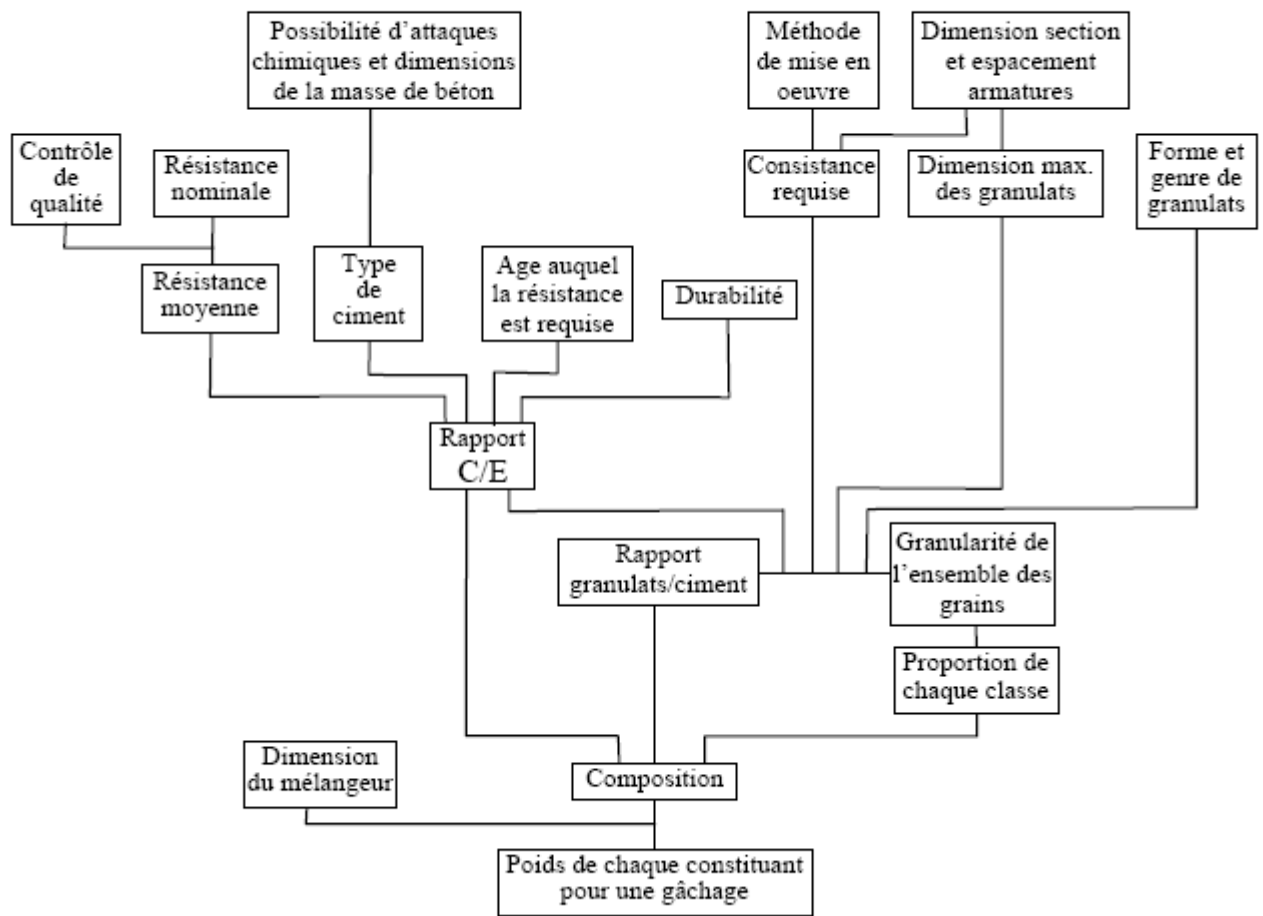 Possibilité d'attaques
chimiques et dimensions
de la masse de béton
Méthode
de mise en
oeuvre
Dimension section
et espacement
armatures
Contrôle
de
qualité
Résistance
nominale
Consistance
requise
Dimension max.
des granulats
Forme et
genre de
granulats
Résistance
moyenne
Type
de
ciment
Age auquel
la résistance
est requise
Durabilité
Rapport
C/E
Rapport
granulats/ciment
Granularité de
l'ensemble des
grains
Proportion de
chaque classe
Dimension
du mélangeur
Composition
Poids de chaque constituant
pour une gâchage